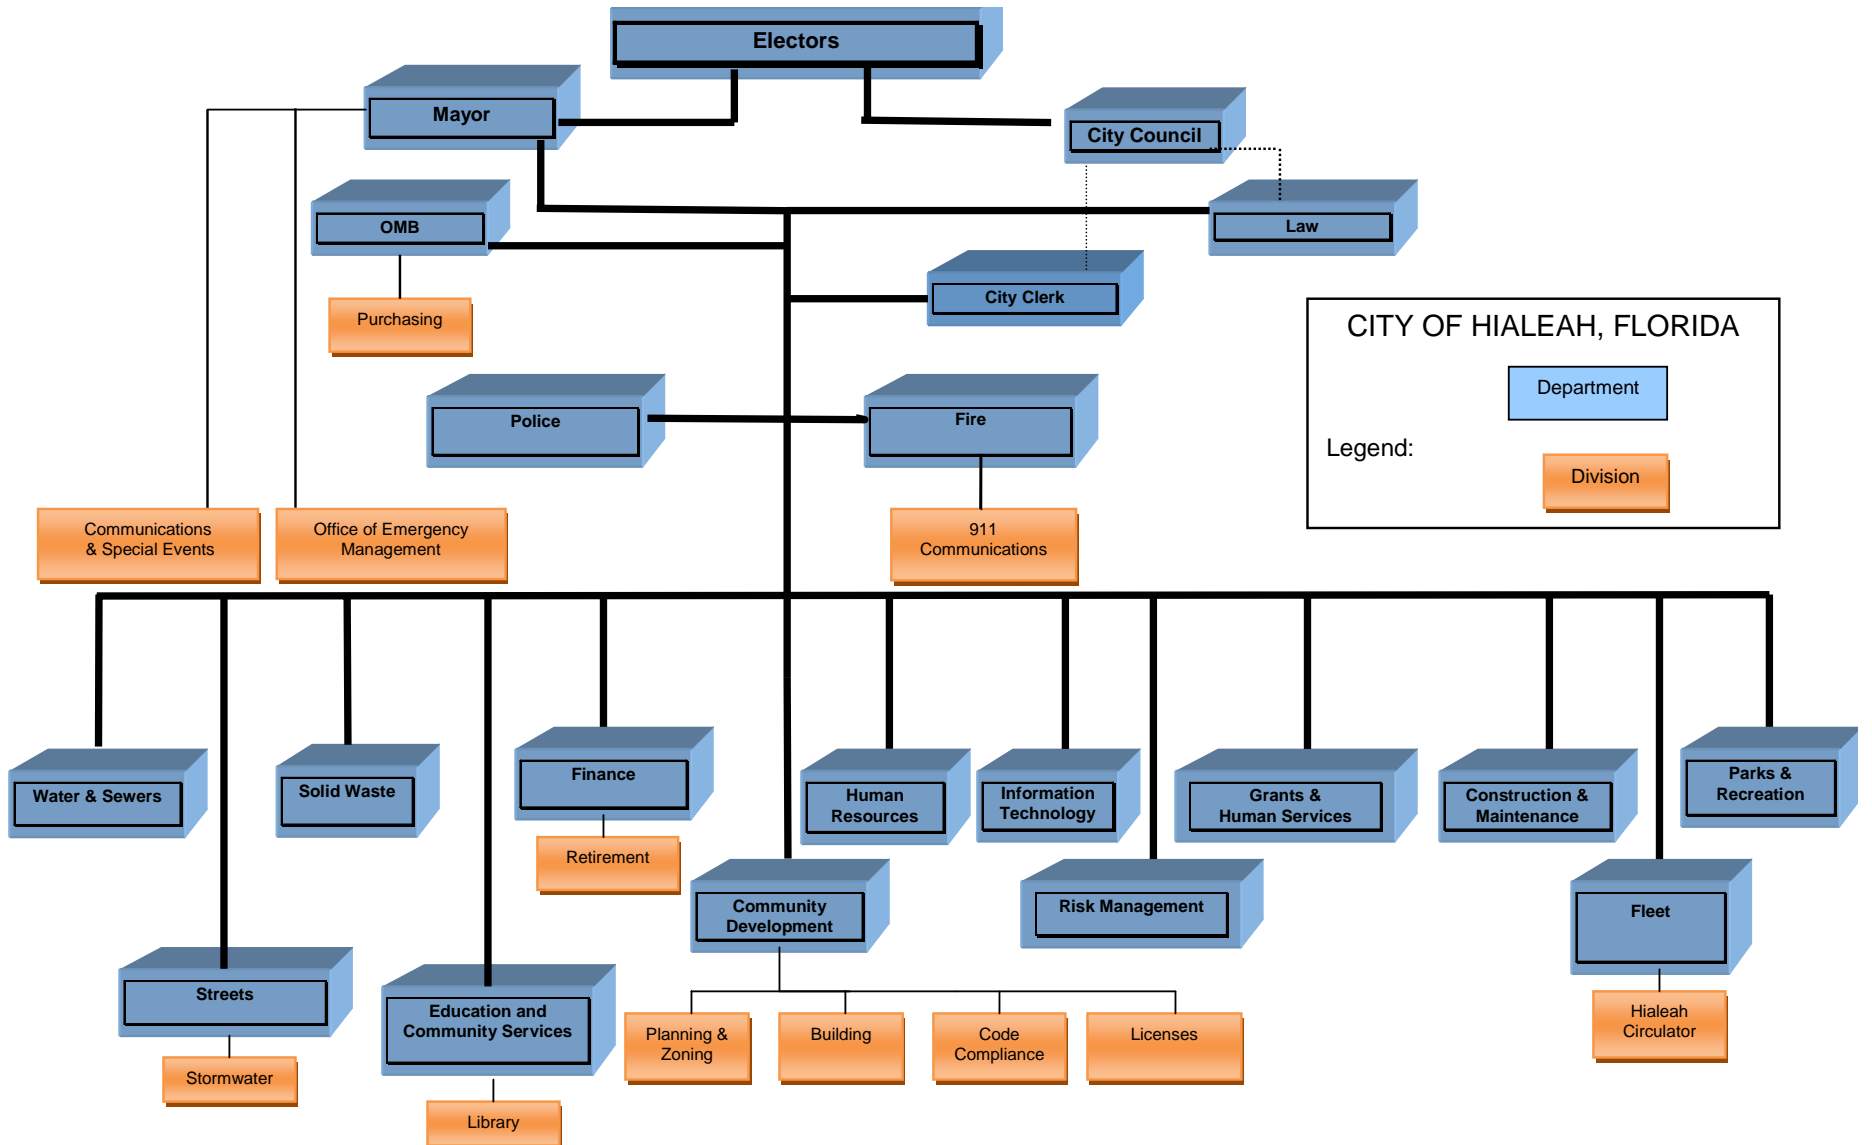 Electors
Mayor
City Council
OMB
Law
City Clerk
Purchasing
CITY OF HIALEAH, FLORIDA
Department
Legend:
Division
Police
Fire
Communications
& Special Events
Office of Emergency
Management
911
Communications
Water & Sewers
Solid Waste
Finance
Human
Resources
Information
Technology
Grants &
Human Services
Construction &
Maintenance
Parks &
Recreation
Retirement
Community
Development
Risk Management
Fleet
Streets
Education and
Community Services
Planning &
Zoning
Building
Code
Compliance
Licenses
Hialeah
Circulator
Stormwater
Library